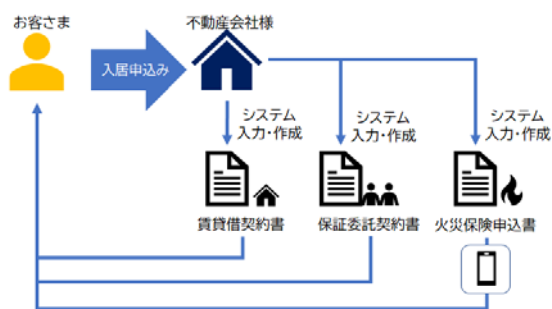 お客さま
不動産会社様
入居申込み
システム
入力・作成
システム
入力・作成
システム
入力・作成
賃貸借契約書
保証委託契約書
火災保険申込書